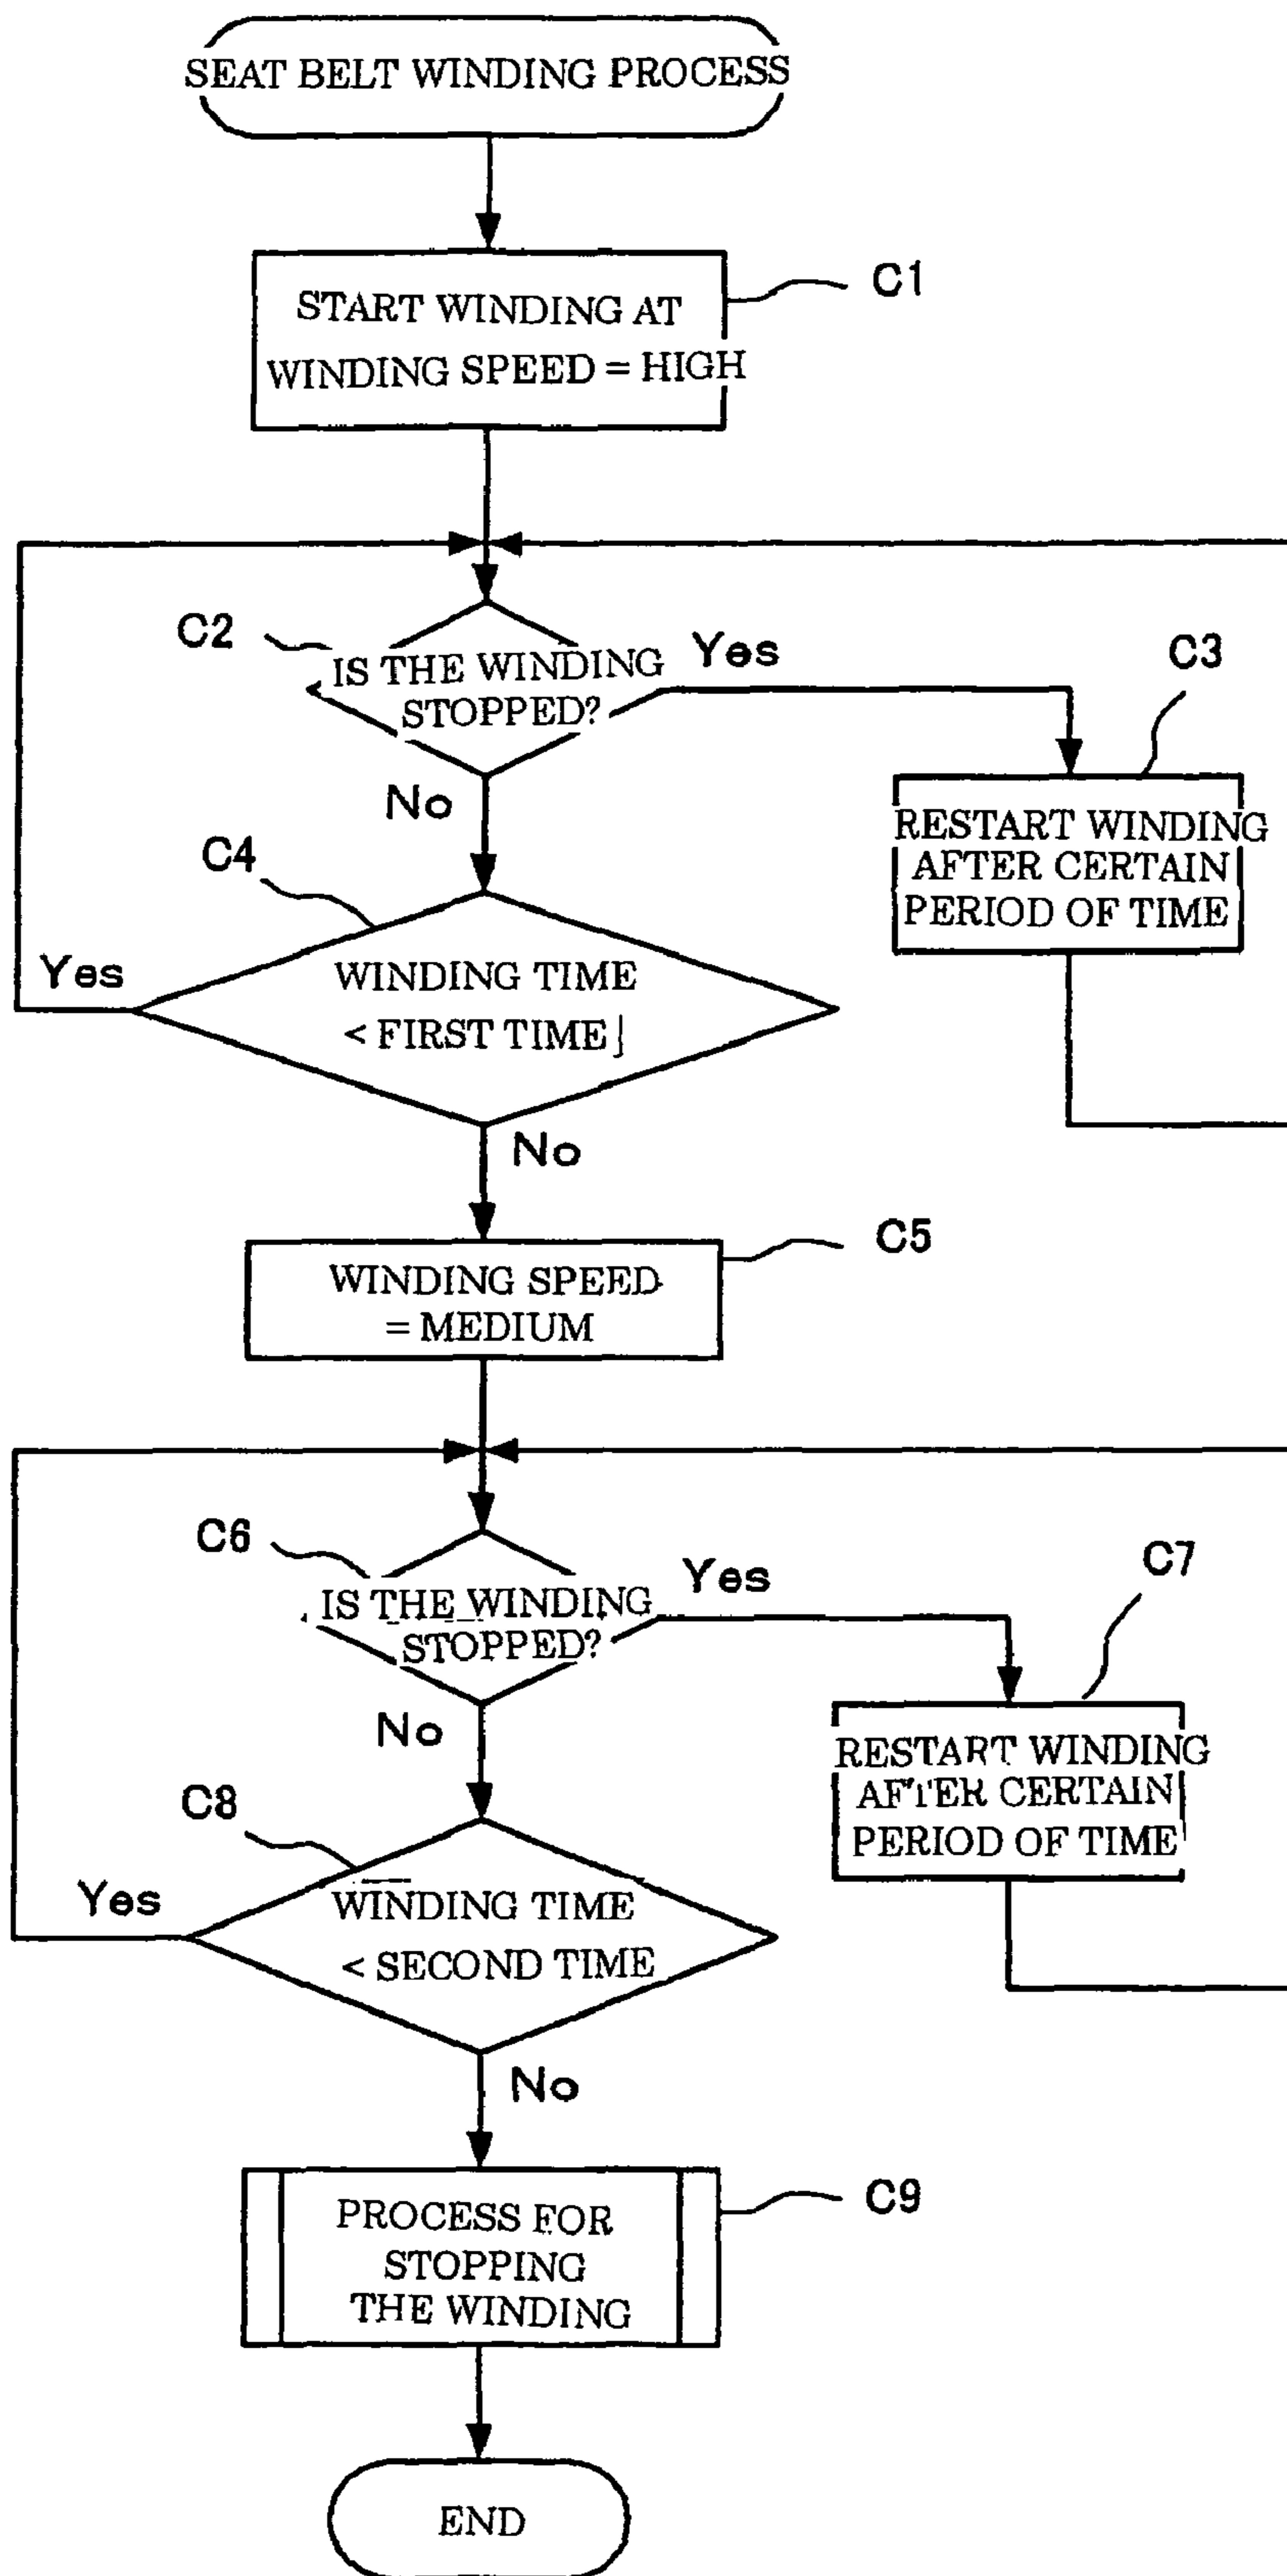 SEAT BELT WINDING PROCESS
C1
START WINDING AT
WINDING SPEED = HIGH
C2
IS THE WINDING
STOPPED?
Yes
No
C3
RESTART WINDING
AFTER CERTAIN
PERIOD OF TIME
C4
Yes
WINDING TIME
< FIRST TIME
No
C5
WINDING SPEED
= MEDIUM
C6
IS THE WINDING
STOPPED?
Yes
No
C7
RESTART WINDING
AFTER CERTAIN
PERIOD OF TIME
C8
Yes
WINDING TIME
< SECOND TIME
No
C9
PROCESS FOR
STOPPING
THE WINDING
END